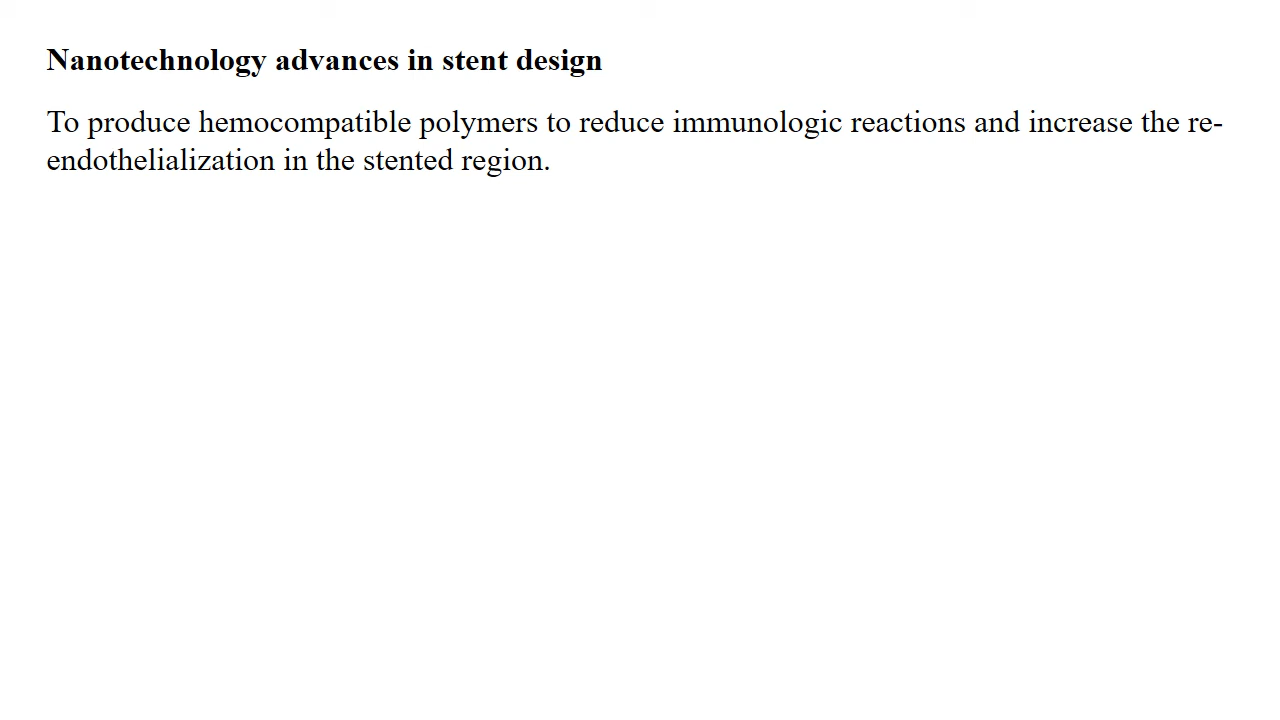 Nanotechnology advances in stent design
To produce hemocompatible polymers to reduce immunologic reactions and increase the re-
endothelialization in the stented region.